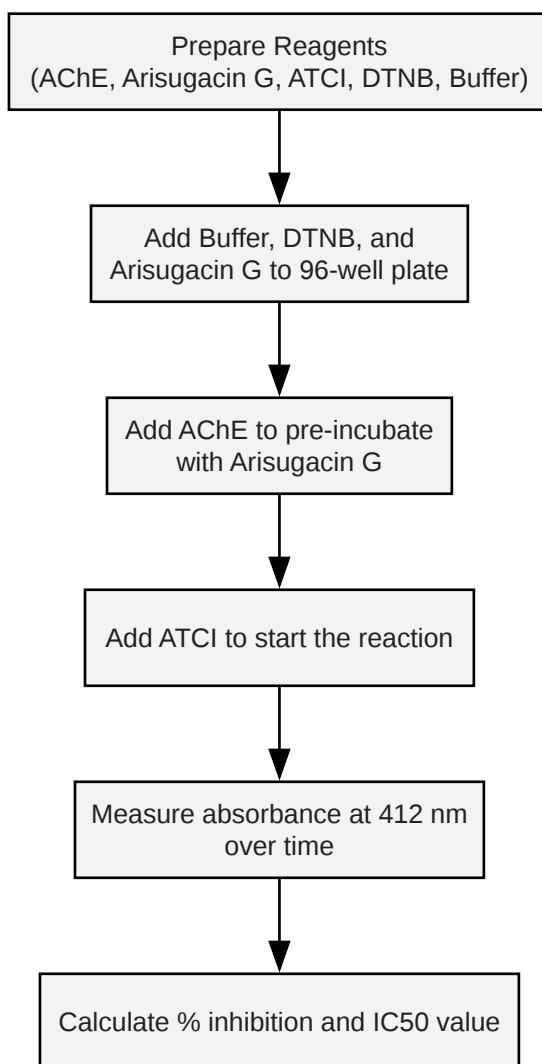 Prepare Reagents
(AChE, Arisugacin G, ATCI, DTNB, Buffer)
Add Buffer, DTNB, and
Arisugacin G to 96-well plate
Add AChE to pre-incubate
with Arisugacin G
Add ATCI to start the reaction
Measure absorbance at 412 nm
over time
Calculate % inhibition and IC50 value